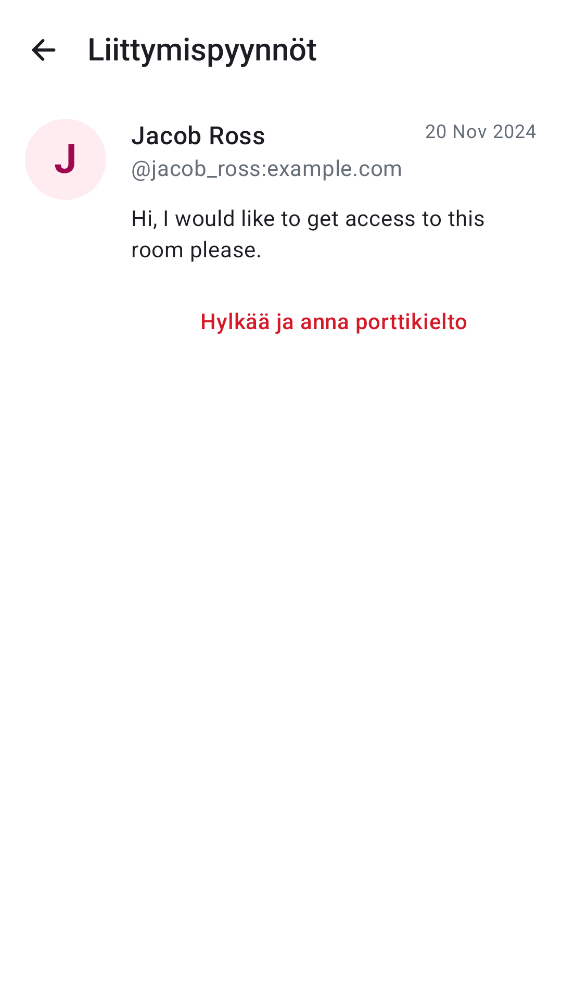 Liittymispyynnöt
J
Jacob Ross
20 Nov 2024
@jacob_ross:example.com
Hi, I would like to get access to this
room please.
Hylkää ja anna porttikielto